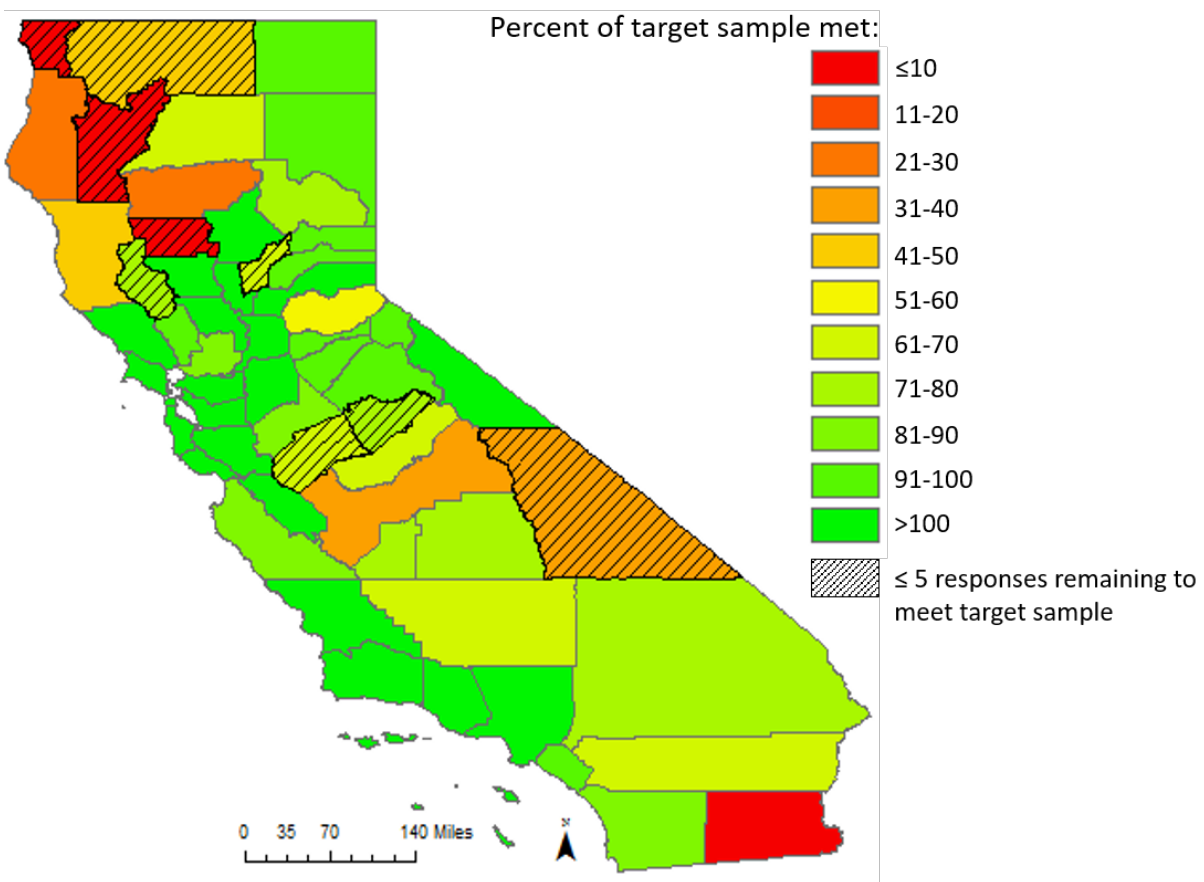 Percent of target sample met:
≤10
11-20
21-30
31-40
41-50
51-60
61-70
71-80
81-90
91-100
>100
≤ 5 responses remaining to
meet target sample
0 35 70 140 Miles
N